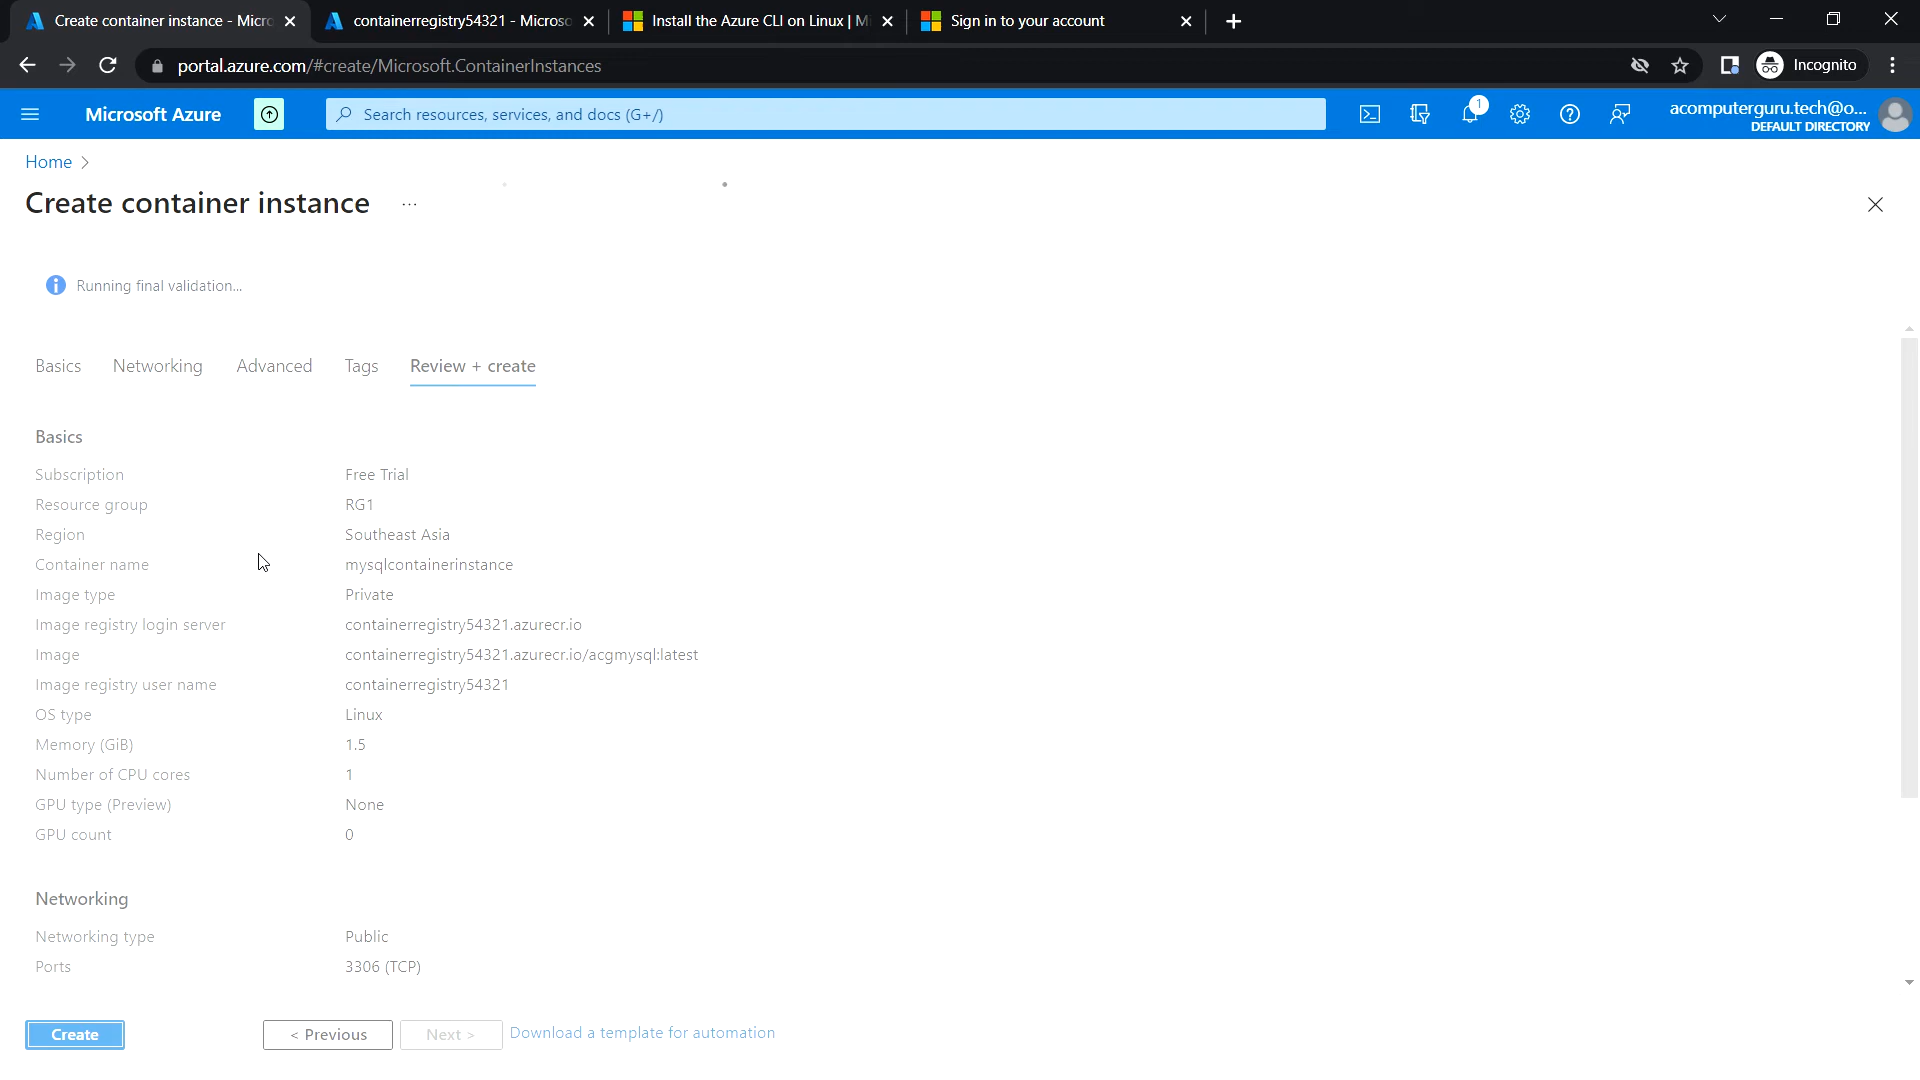 Create container instance - Micro
containerregistry54321 - Microso
Install the Azure CLI on Linux | Mi
Sign in to your account
portal.azure.com/#create/Microsoft.ContainerInstances
Incognito
Microsoft Azure
Search resources, services, and docs (G+/)
1
acomputerguru.tech@o...
DEFAULT DIRECTORY
Home >
Create container instance ...
Running final validation...
Basics Networking Advanced Tags Review + create
Basics
Subscription Free Trial
Resource group RG1
Region Southeast Asia
Container name mysqlcontainerinstance
Image type Private
Image registry login server containerregistry54321.azurecr.io
Image containerregistry54321.azurecr.io/acgmysql:latest
Image registry user name containerregistry54321
OS type Linux
Memory (GiB) 1.5
Number of CPU cores 1
GPU type (Preview) None
GPU count 0
Networking
Networking type Public
Ports 3306 (TCP)
Create < Previous Next > Download a template for automation